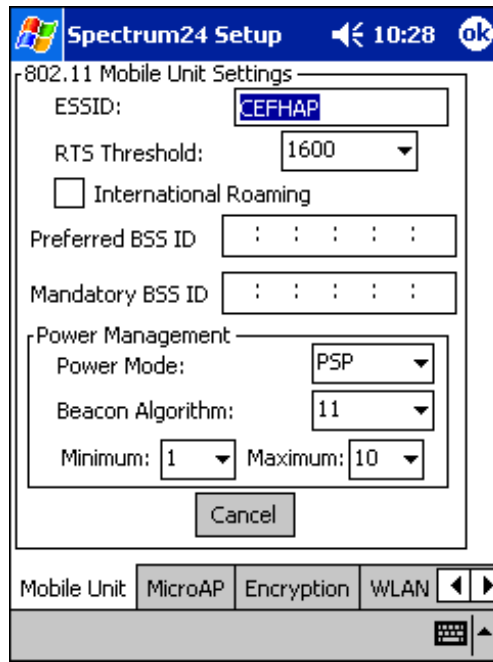 Spectrum24 Setup 10:28 ok
802.11 Mobile Unit Settings
ESSID: CEFHAP
RTS Threshold: 1600
International Roaming
Preferred BSS ID : : : : :
Mandatory BSS ID : : : : :
Power Management
Power Mode: PSP
Beacon Algorithm: 11
Minimum: 1 Maximum: 10
Cancel
Mobile Unit MicroAP Encryption WLAN